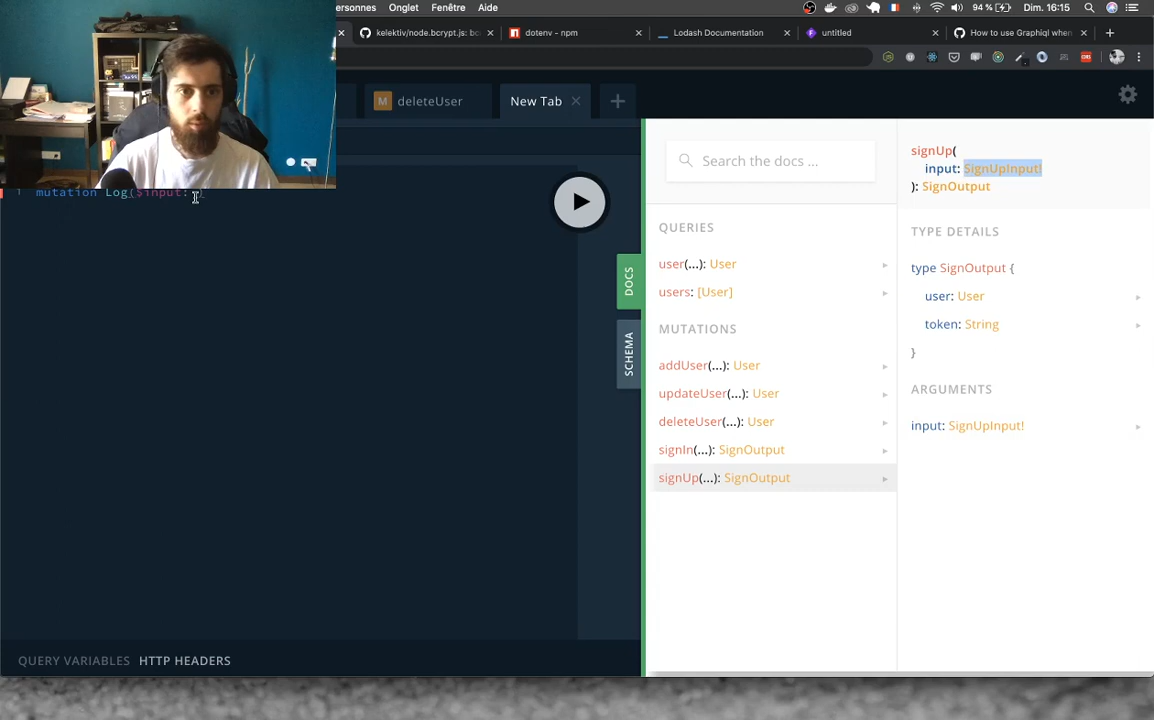 ersonnes Onglet Fenêtre Aide
94 % Dim. 16:15
kelektiv/node.bcrypt.js: bc
dotenv - npm
Lodash Documentation
untitled
How to use Graphiql when
M deleteUser
New Tab
1 mutation Log($input: )
DOCS
SCHEMA
Search the docs ...
QUERIES
user(...): User
users: [User]
MUTATIONS
addUser(...): User
updateUser(...): User
deleteUser(...): User
signIn(...): SignOutput
signUp(...): SignOutput
signUp(
input: SignUpInput!
): SignOutput
TYPE DETAILS
type SignOutput {
user: User
token: String
}
ARGUMENTS
input: SignUpInput!
QUERY VARIABLES HTTP HEADERS